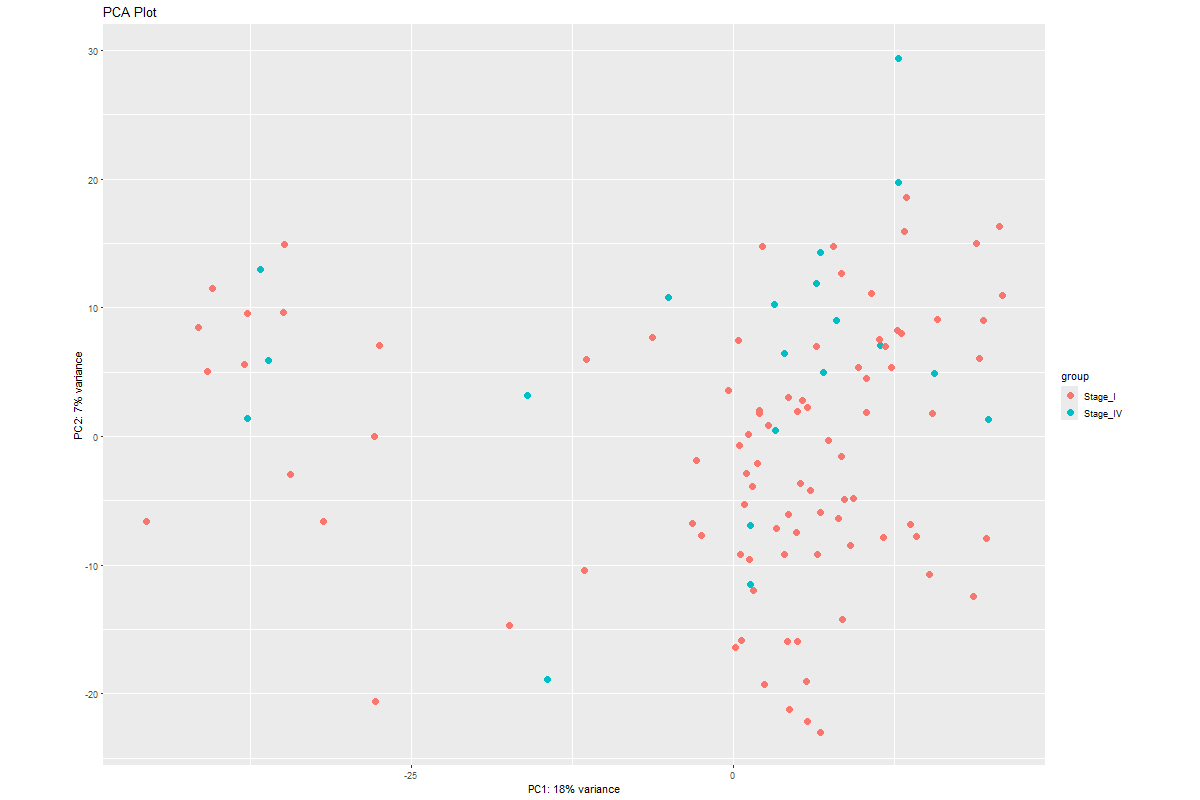 PCA Plot
30
20
10
0
-10
-20
PC2: 7% variance
-25
0
PC1: 18% variance
group
Stage_I
Stage_IV